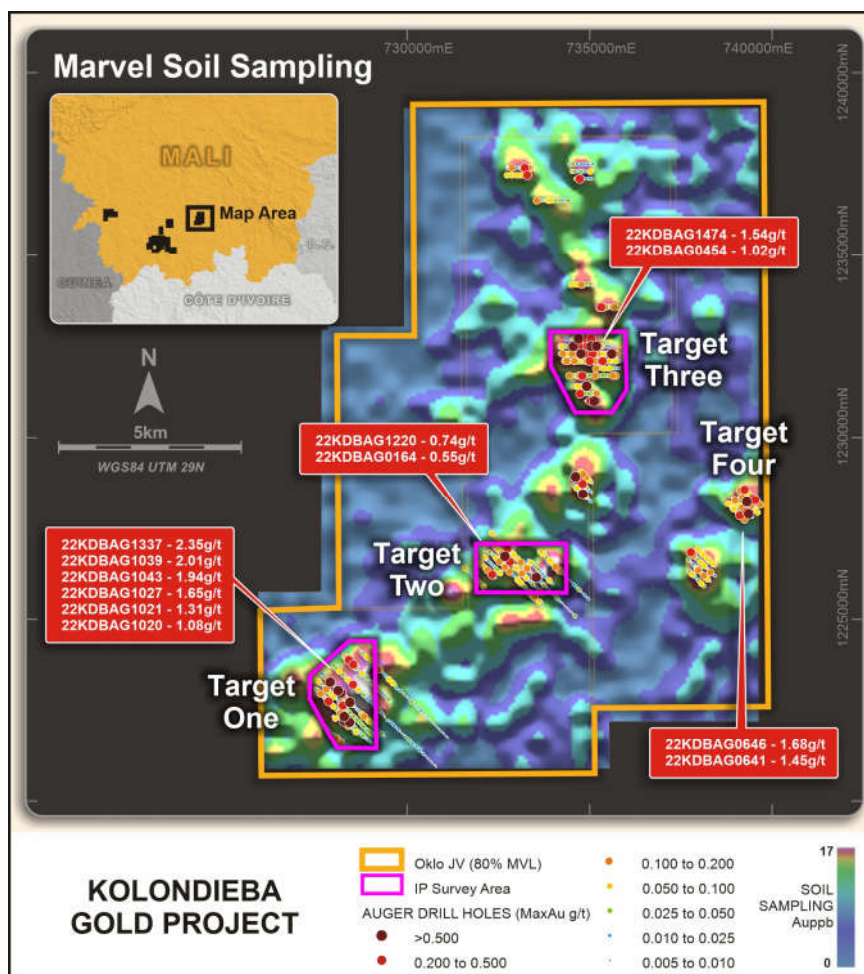 730000mE
735000mE
740000mE
Marvel Soil Sampling
1240000mN
MALI
Map Area
GUINEA
CÔTE D'IVOIRE
22KDBAG1474 - 1.54g/t
22KDBAG0454 - 1.02g/t
1235000mN
Target
Three
N
5km
WGS84 UTM 29N
22KDBAG1220 - 0.74g/t
22KDBAG0164 - 0.55g/t
Target
Four
1230000mN
22KDBAG1337 - 2.35g/t
22KDBAG1039 - 2.01g/t
22KDBAG1043 - 1.94g/t
22KDBAG1027 - 1.65g/t
22KDBAG1021 - 1.31g/t
22KDBAG1020 - 1.08g/t
Target
Two
1225000mN
Target
One
22KDBAG0646 - 1.68g/t
22KDBAG0641 - 1.45g/t
KOLONDIEBA
GOLD PROJECT
Oklo JV (80% MVL)
IP Survey Area
AUGER DRILL HOLES (MaxAu g/t)
>0.500
0.200 to 0.500
0.100 to 0.200
0.050 to 0.100
0.025 to 0.050
0.010 to 0.025
0.005 to 0.010
17
SOIL
SAMPLING
Auppb
0